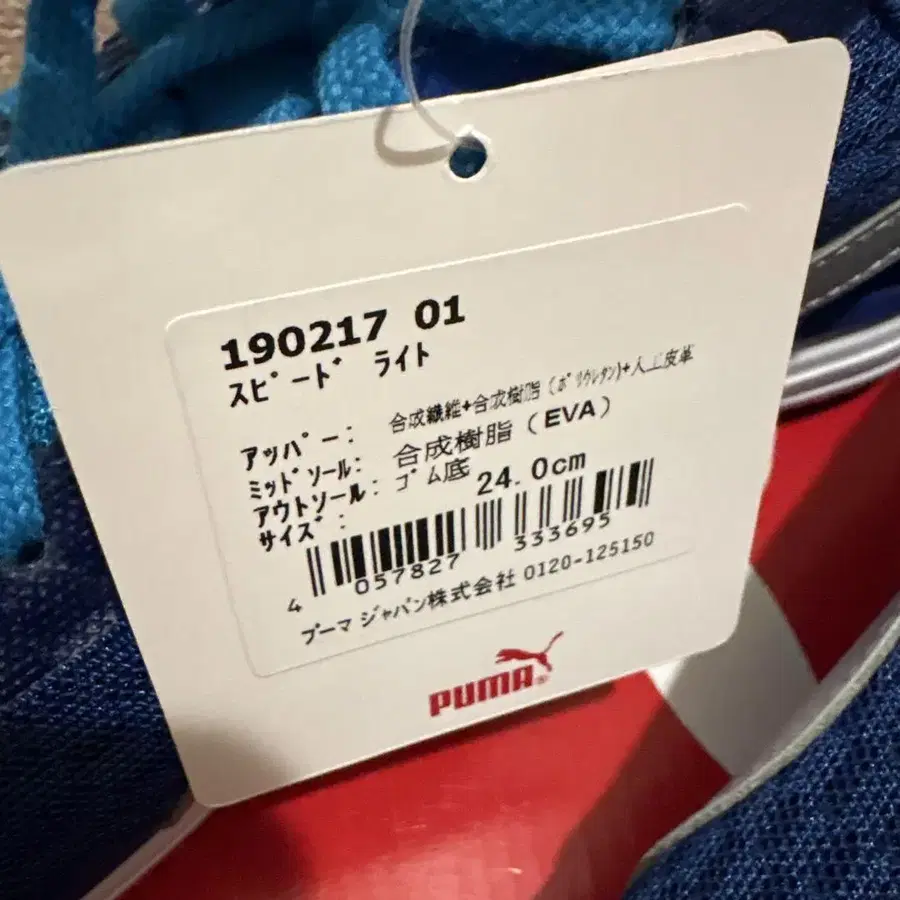 190217 01
スピード ライト
アッパー: 合成繊維+合成樹脂(ポリウレタン)+人工皮革
ミッドソール: 合成樹脂(EVA)
アウトソール: ゴム底
サイズ: 24.0cm
4 057827 333695
プーマ ジャパン株式会社 0120-125150
PUMA®